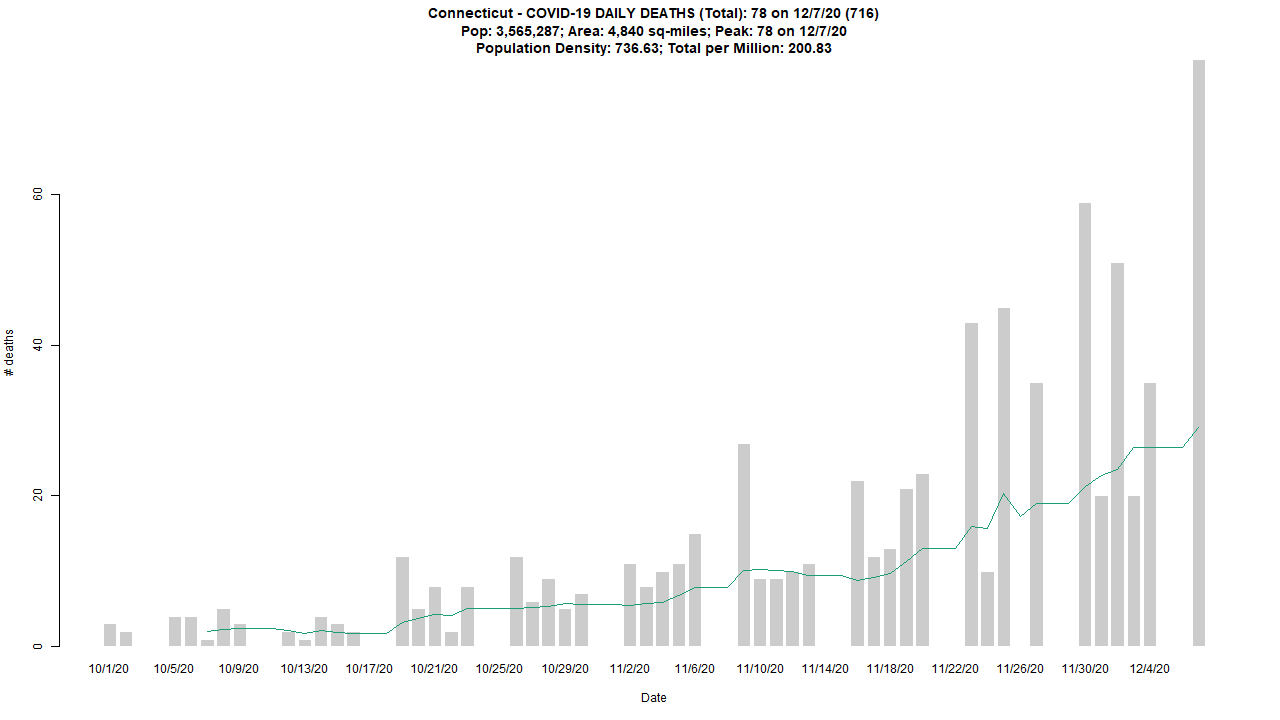 Connecticut - COVID-19 DAILY DEATHS (Total): 78 on 12/7/20 (716)
Pop: 3,565,287; Area: 4,840 sq-miles; Peak: 78 on 12/7/20
Population Density: 736.63; Total per Million: 200.83
60
40
20
0
# deaths
10/1/20 10/5/20 10/9/20 10/13/20 10/17/20 10/21/20 10/25/20 10/29/20 11/2/20 11/6/20 11/10/20 11/14/20 11/18/20 11/22/20 11/26/20 11/30/20 12/4/20
Date